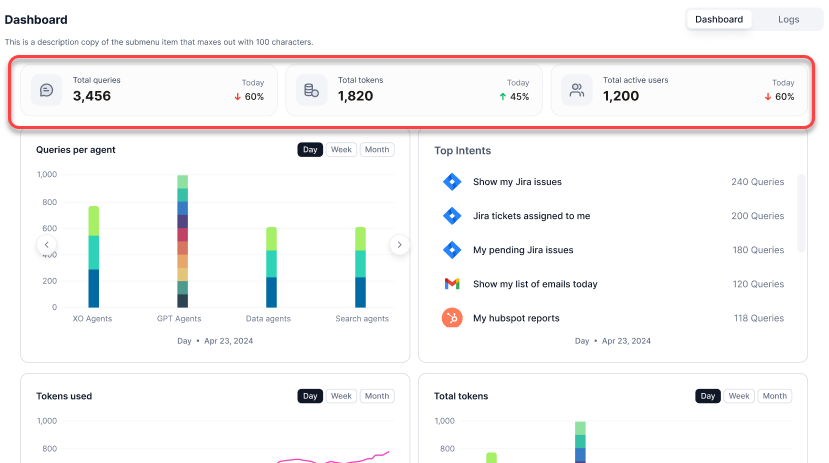 Dashboard
Dashboard
Logs
This is a description copy of the submenu item that maxes out with 100 characters.
Total queries
3,456
Today
60%
Total tokens
1,820
Today
45%
Total active users
1,200
Today
60%
Queries per agent
Day
Week
Month
1,000
800
600
400
200
0
XO Agents
GPT Agents
Data agents
Search agents
Day • Apr 23, 2024
Top Intents
Show my Jira issues
240 Queries
Jira tickets assigned to me
200 Queries
My pending Jira issues
180 Queries
Show my list of emails today
120 Queries
My hubspot reports
118 Queries
Day • Apr 23, 2024
Tokens used
Day
Week
Month
1,000
800
Total tokens
Day
Week
Month
1,000
800